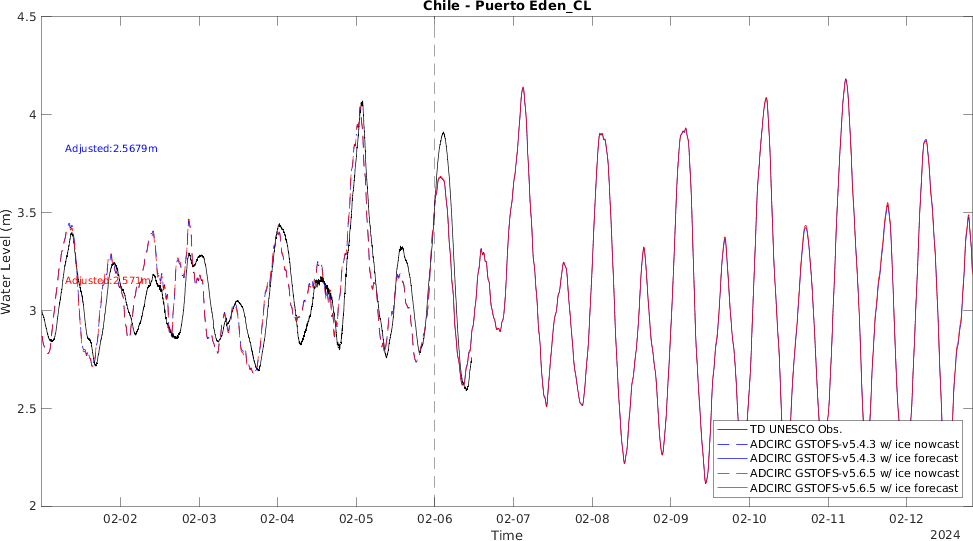 Chile - Puerto Eden_CL
4.5
4
3.5
3
2.5
2
Water Level (m)
Adjusted:2.5679m
Adjusted:2.571m
TD UNESCO Obs.
ADCIRC GSTOFS-v5.4.3 w/ ice nowcast
ADCIRC GSTOFS-v5.4.3 w/ ice forecast
ADCIRC GSTOFS-v5.6.5 w/ ice nowcast
ADCIRC GSTOFS-v5.6.5 w/ ice forecast
02-02 02-03 02-04 02-05 02-06 02-07 02-08 02-09 02-10 02-11 02-12
Time
2024